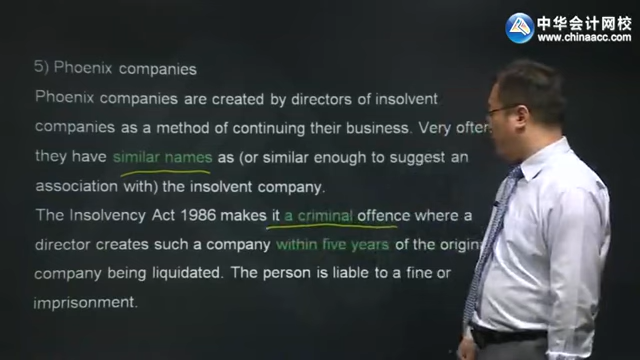 中华会计网校
www.chinaacc.com
5) Phoenix companies
Phoenix companies are created by directors of insolvent
companies as a method of continuing their business. Very ofte
they have similar names as (or similar enough to suggest an
association with) the insolvent company.
The Insolvency Act 1986 makes it a criminal offence where a
director creates such a company within five years of the origin
company being liquidated. The person is liable to a fine or
imprisonment.